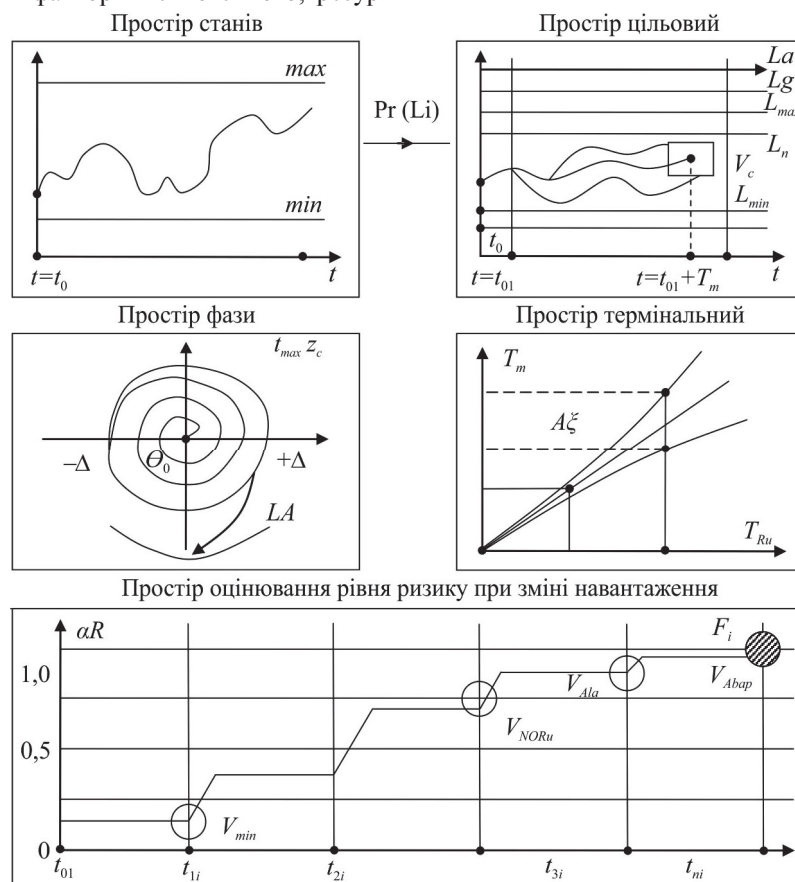 Простір станів
Простір цільовий
max
min
t=t0
t
Pr (Li)
La
Lg
Lmax
Ln
Vc
Lmin
t0
t=t01
t=t01+Tm
t
Простір фази
Простір термінальний
tmax zc
–Δ
Θ0
+Δ
LA
Tm
Aξ
TRu
Простір оцінювання рівня ризику при зміні навантаження
αR
Fi
1,0
VAla
VAbap
VNORu
0,5
Vmin
0
t01
t1i
t2i
t3i
tni